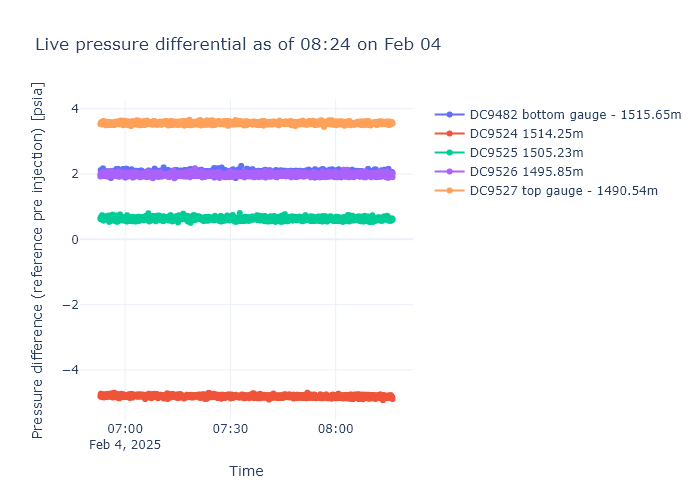 Live pressure differential as of 08:24 on Feb 04
Pressure difference (reference pre injection) [psia]
4
2
0
−2
−4
07:00
Feb 4, 2025
07:30
08:00
Time
DC9482 bottom gauge - 1515.65m
DC9524 1514.25m
DC9525 1505.23m
DC9526 1495.85m
DC9527 top gauge - 1490.54m